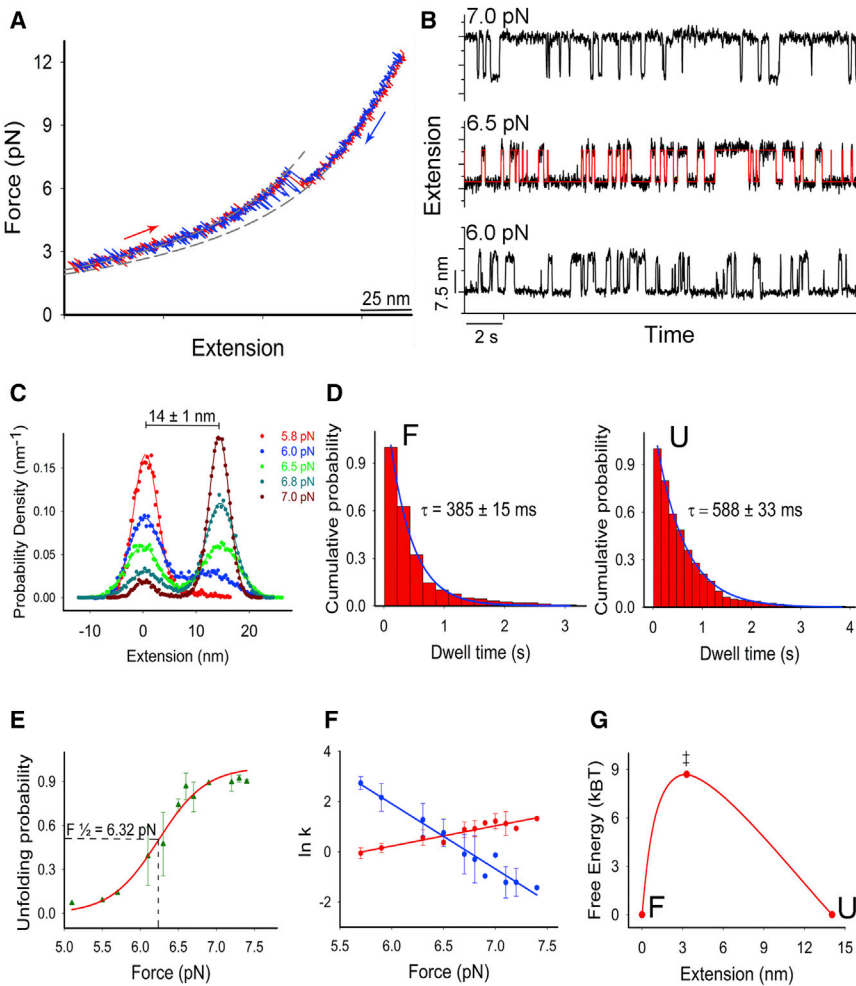 A
Force (pN)
12
9
6
3
0
25 nm
Extension
B
7.0 pN
6.5 pN
6.0 pN
Extension
7.5 nm
2 s
Time
C
14 ± 1 nm
5.8 pN
6.0 pN
6.5 pN
6.8 pN
7.0 pN
Probability Density (nm⁻¹)
0.15
0.10
0.05
0.00
-10 0 10 20
Extension (nm)
D
F
τ = 385 ± 15 ms
Cumulative probability
0.9
0.6
0.3
0.0
0 1 2 3
Dwell time (s)
U
τ = 588 ± 33 ms
Cumulative probability
0.9
0.6
0.3
0.0
0 1 2 3 4
Dwell time (s)
E
Unfolding probability
0.9
0.6
0.3
0.0
F ½ = 6.32 pN
5.0 5.5 6.0 6.5 7.0 7.5
Force (pN)
F
ln k
4
2
0
-2
5.5 6.0 6.5 7.0 7.5
Force (pN)
G
Free Energy (kBT)
9
6
3
0
‡
F
U
0 3 6 9 12 15
Extension (nm)